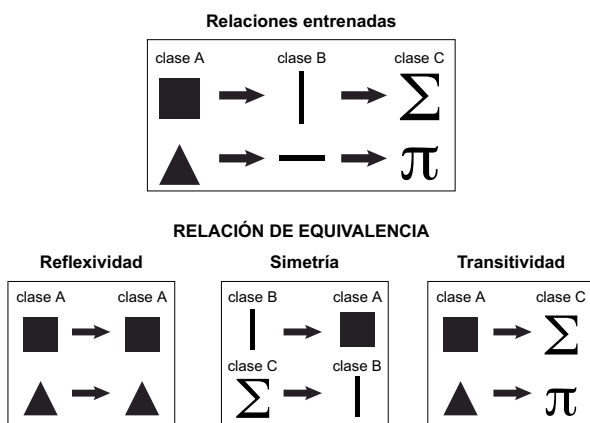 Relaciones entrenadas
clase A clase B clase C
Σ
π
RELACIÓN DE EQUIVALENCIA
Reflexividad
clase A clase A
Simetría
clase B clase A
clase C clase B
Σ
Transitividad
clase A clase C
Σ
π